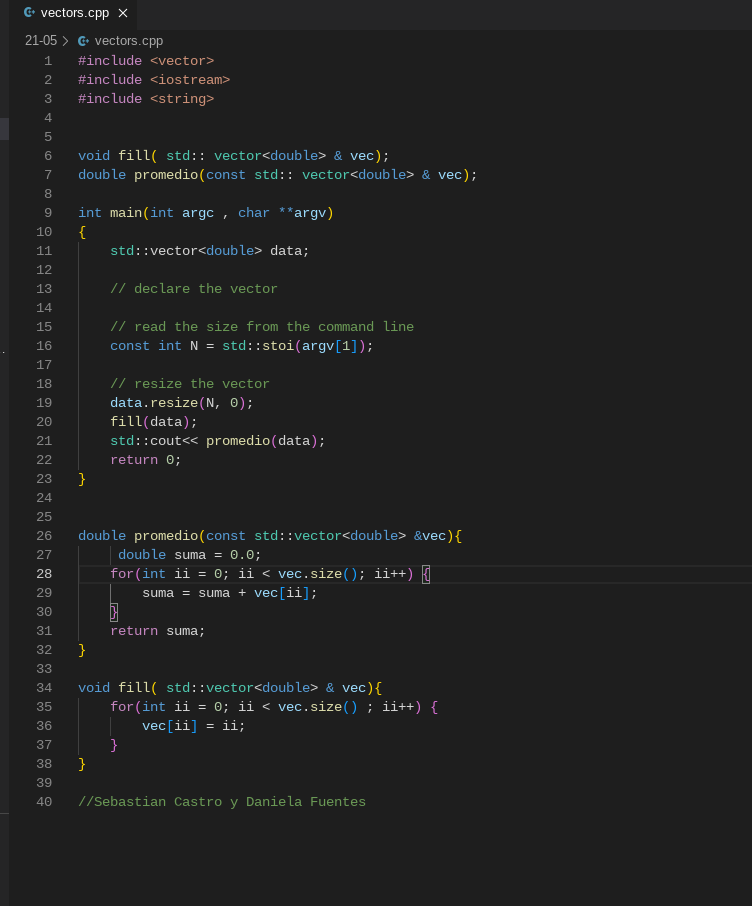 vectors.cpp
21-05 > vectors.cpp
1 #include <vector>
2 #include <iostream>
3 #include <string>
4
5
6 void fill( std:: vector<double> & vec);
7 double promedio(const std:: vector<double> & vec);
8
9 int main(int argc , char **argv)
10 {
11     std::vector<double> data;
12
13     // declare the vector
14
15     // read the size from the command line
16     const int N = std::stoi(argv[1]);
17
18     // resize the vector
19     data.resize(N, 0);
20     fill(data);
21     std::cout<< promedio(data);
22     return 0;
23 }
24
25
26 double promedio(const std::vector<double> &vec){
27      double suma = 0.0;
28     for(int ii = 0; ii < vec.size(); ii++) {
29         suma = suma + vec[ii];
30     }
31     return suma;
32 }
33
34 void fill( std::vector<double> & vec){
35     for(int ii = 0; ii < vec.size() ; ii++) {
36         vec[ii] = ii;
37     }
38 }
39
40 //Sebastian Castro y Daniela Fuentes